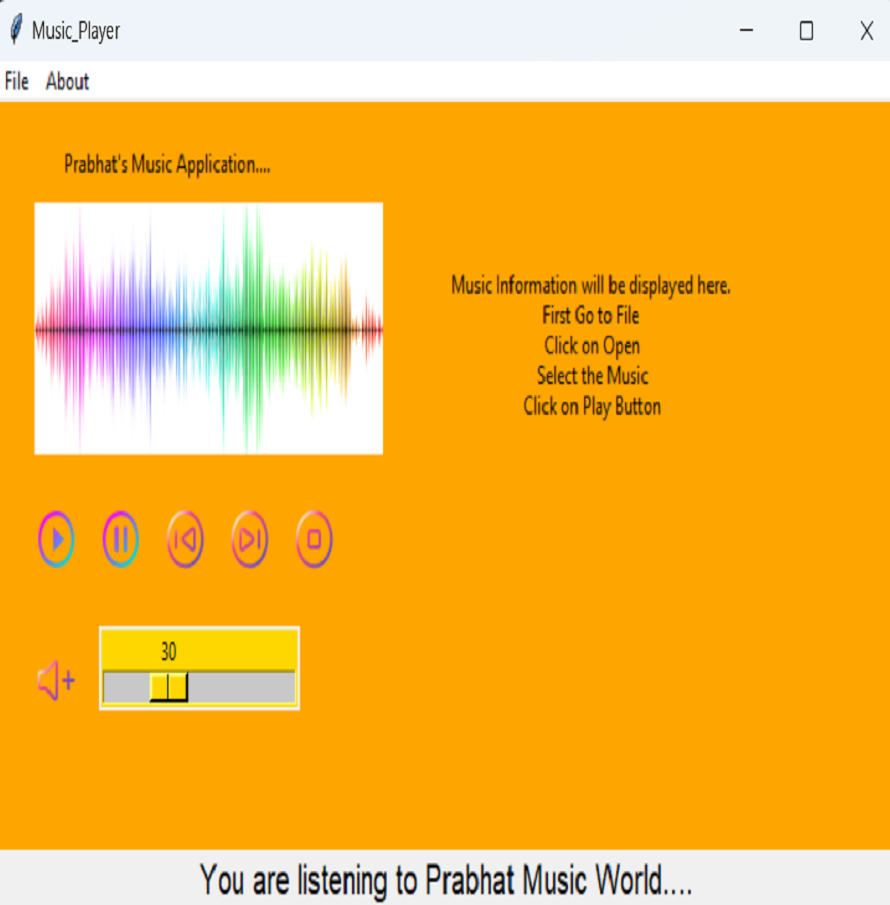 Music_Player
File About
Prabhat's Music Application....
Music Information will be displayed here.
First Go to File
Click on Open
Select the Music
Click on Play Button
30
You are listening to Prabhat Music World....